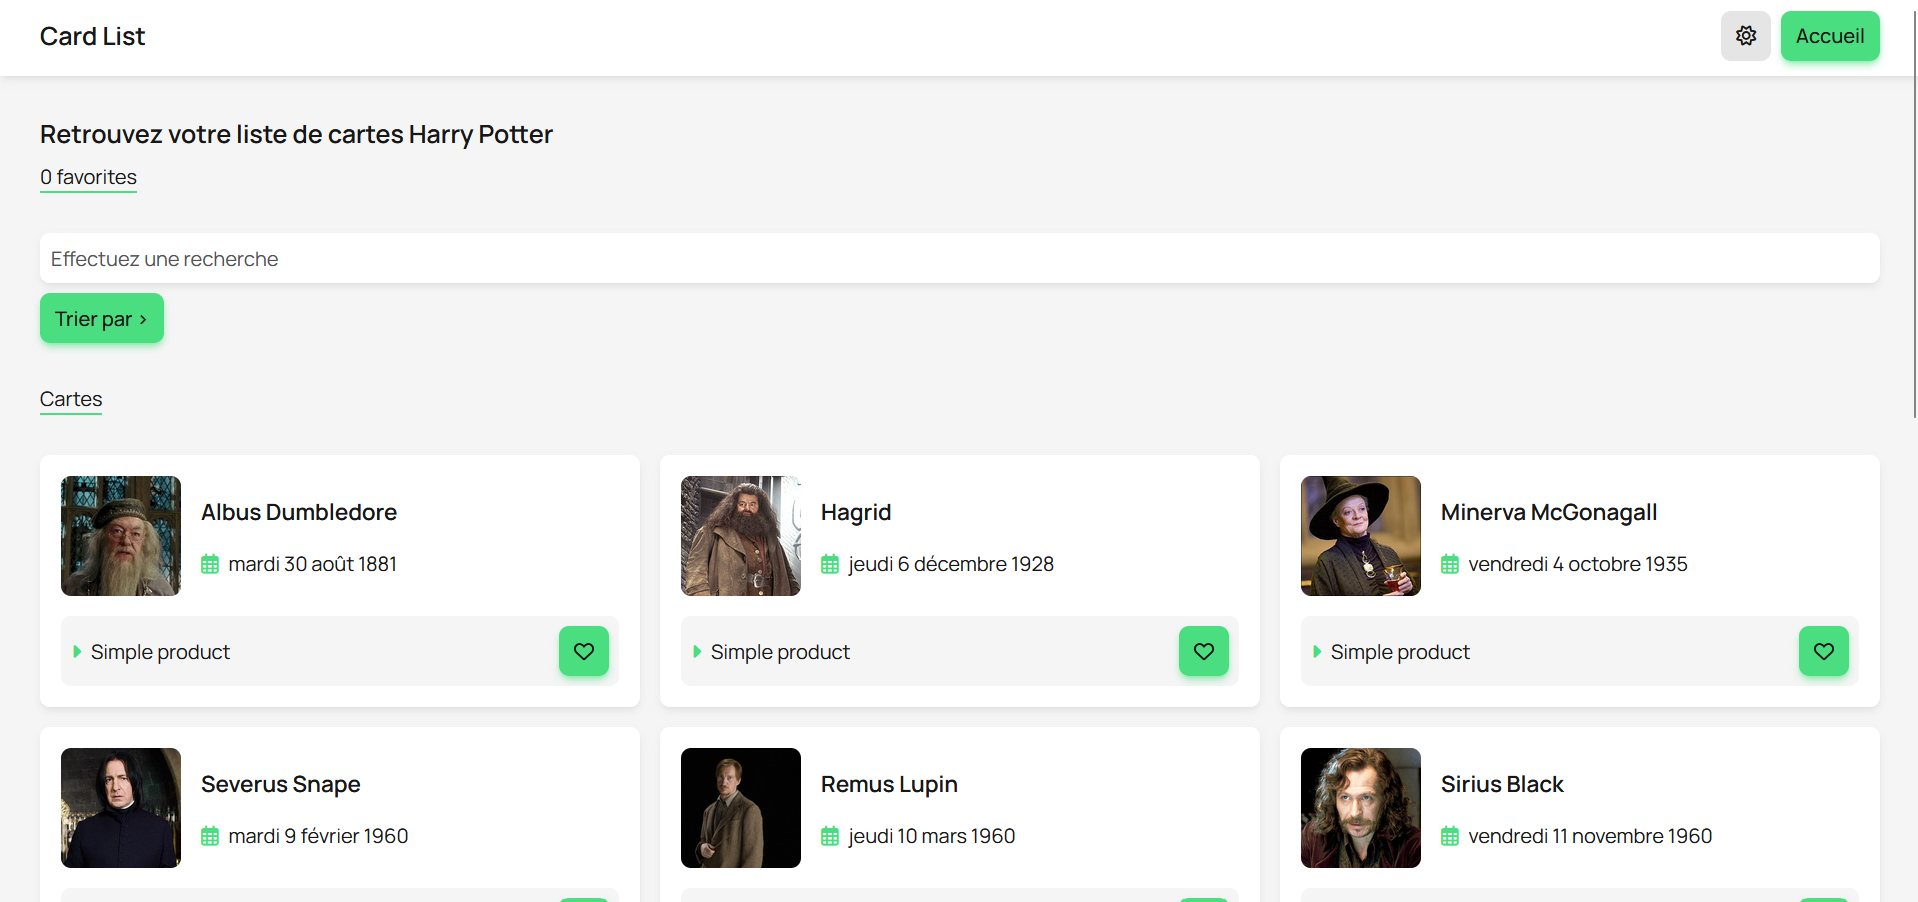 Card List
Accueil
Retrouvez votre liste de cartes Harry Potter
0 favorites
Effectuez une recherche
Trier par >
Cartes
Albus Dumbledore
mardi 30 août 1881
Simple product
Hagrid
jeudi 6 décembre 1928
Simple product
Minerva McGonagall
vendredi 4 octobre 1935
Simple product
Severus Snape
mardi 9 février 1960
Remus Lupin
jeudi 10 mars 1960
Sirius Black
vendredi 11 novembre 1960